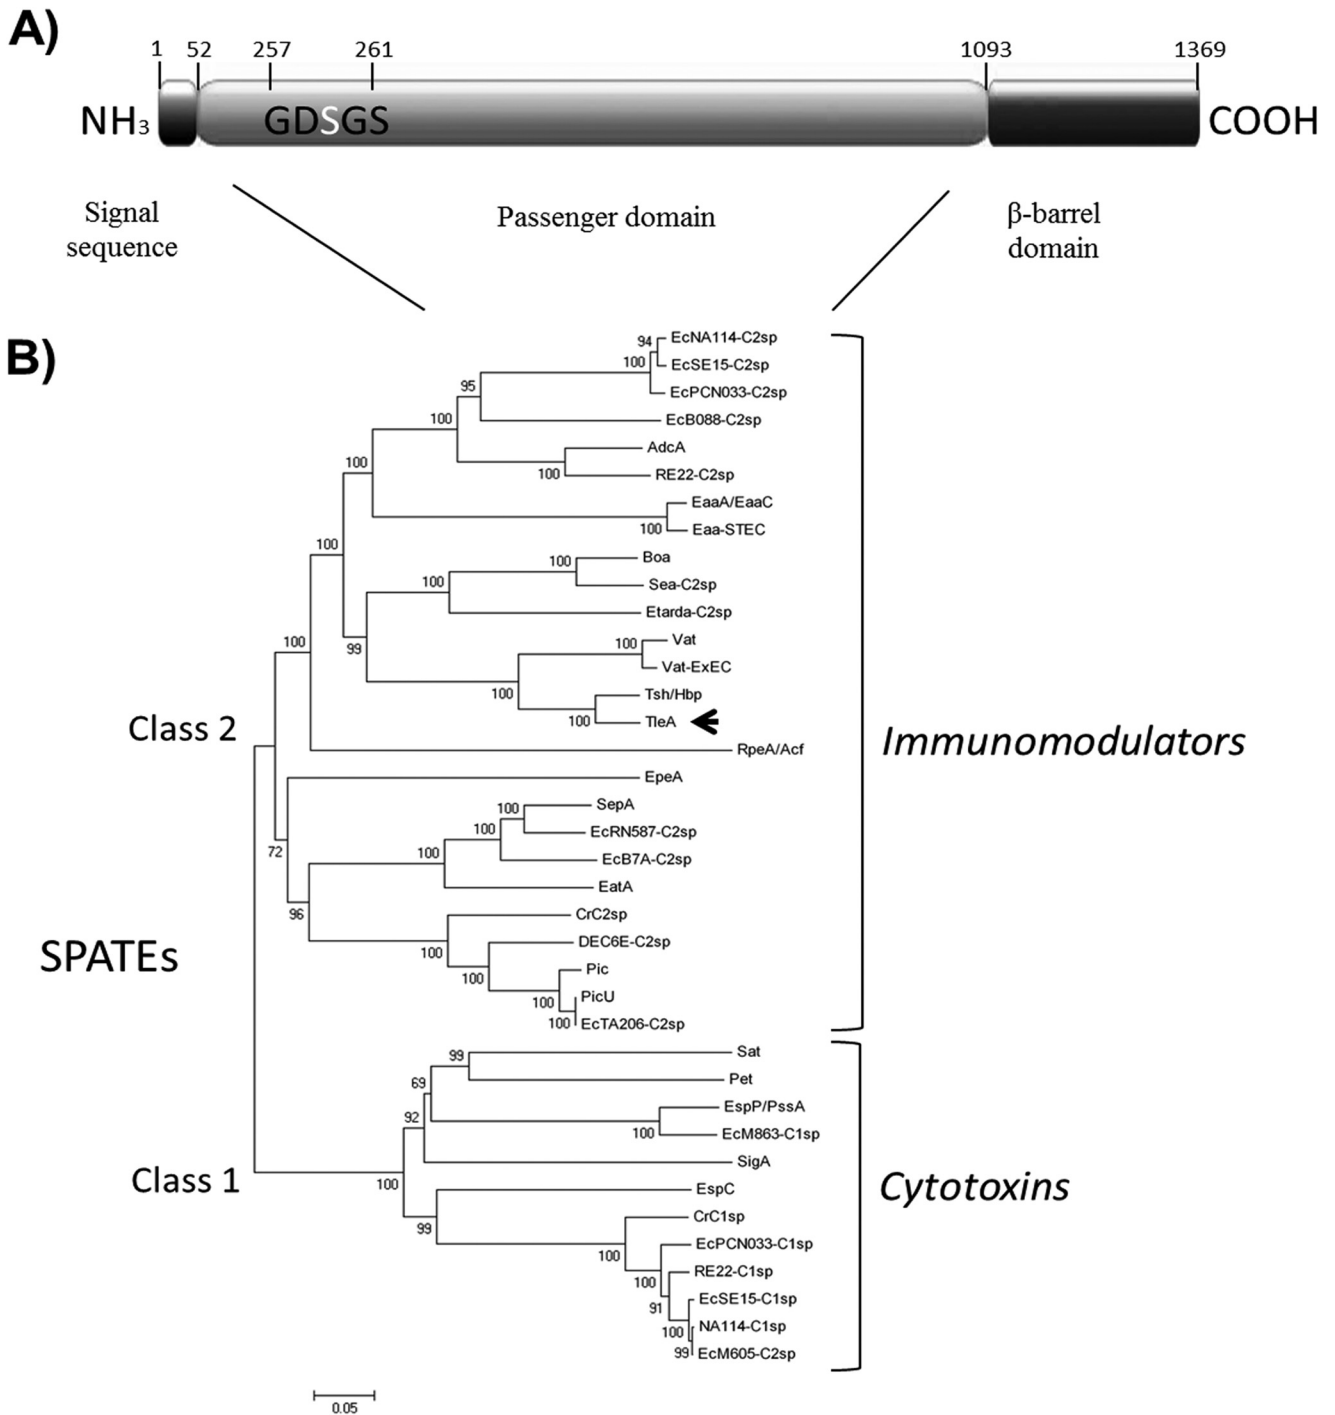 A)
1 52 257 261 1093 1369
NH3 GDSGS COOH
Signal
sequence
Passenger domain
β-barrel
domain
B)
94 EcNA114-C2sp
100 EcSE15-C2sp
EcPCN033-C2sp
95
EcB088-C2sp
100
AdcA
100 RE22-C2sp
100
EaaA/EaaC
100 Eaa-STEC
100
100 Boa
Sea-C2sp
100
Etarda-C2sp
99
100 Vat
Vat-ExEC
100
Tsh/Hbp
100 TleA
100
RpeA/Acf
Class 2
Immunomodulators
EpeA
72
100 SepA
100 EcRN587-C2sp
100 EcB7A-C2sp
EatA
96
CrC2sp
100 DEC6E-C2sp
100 Pic
100 PicU
100 EcTA206-C2sp
SPATEs
99 Sat
Pet
69
EspP/PssA
100 EcM863-C1sp
92
SigA
100
Class 1
Cytotoxins
EspC
99
CrC1sp
100 EcPCN033-C1sp
100 RE22-C1sp
91 EcSE15-C1sp
100 NA114-C1sp
99 EcM605-C2sp
0.05